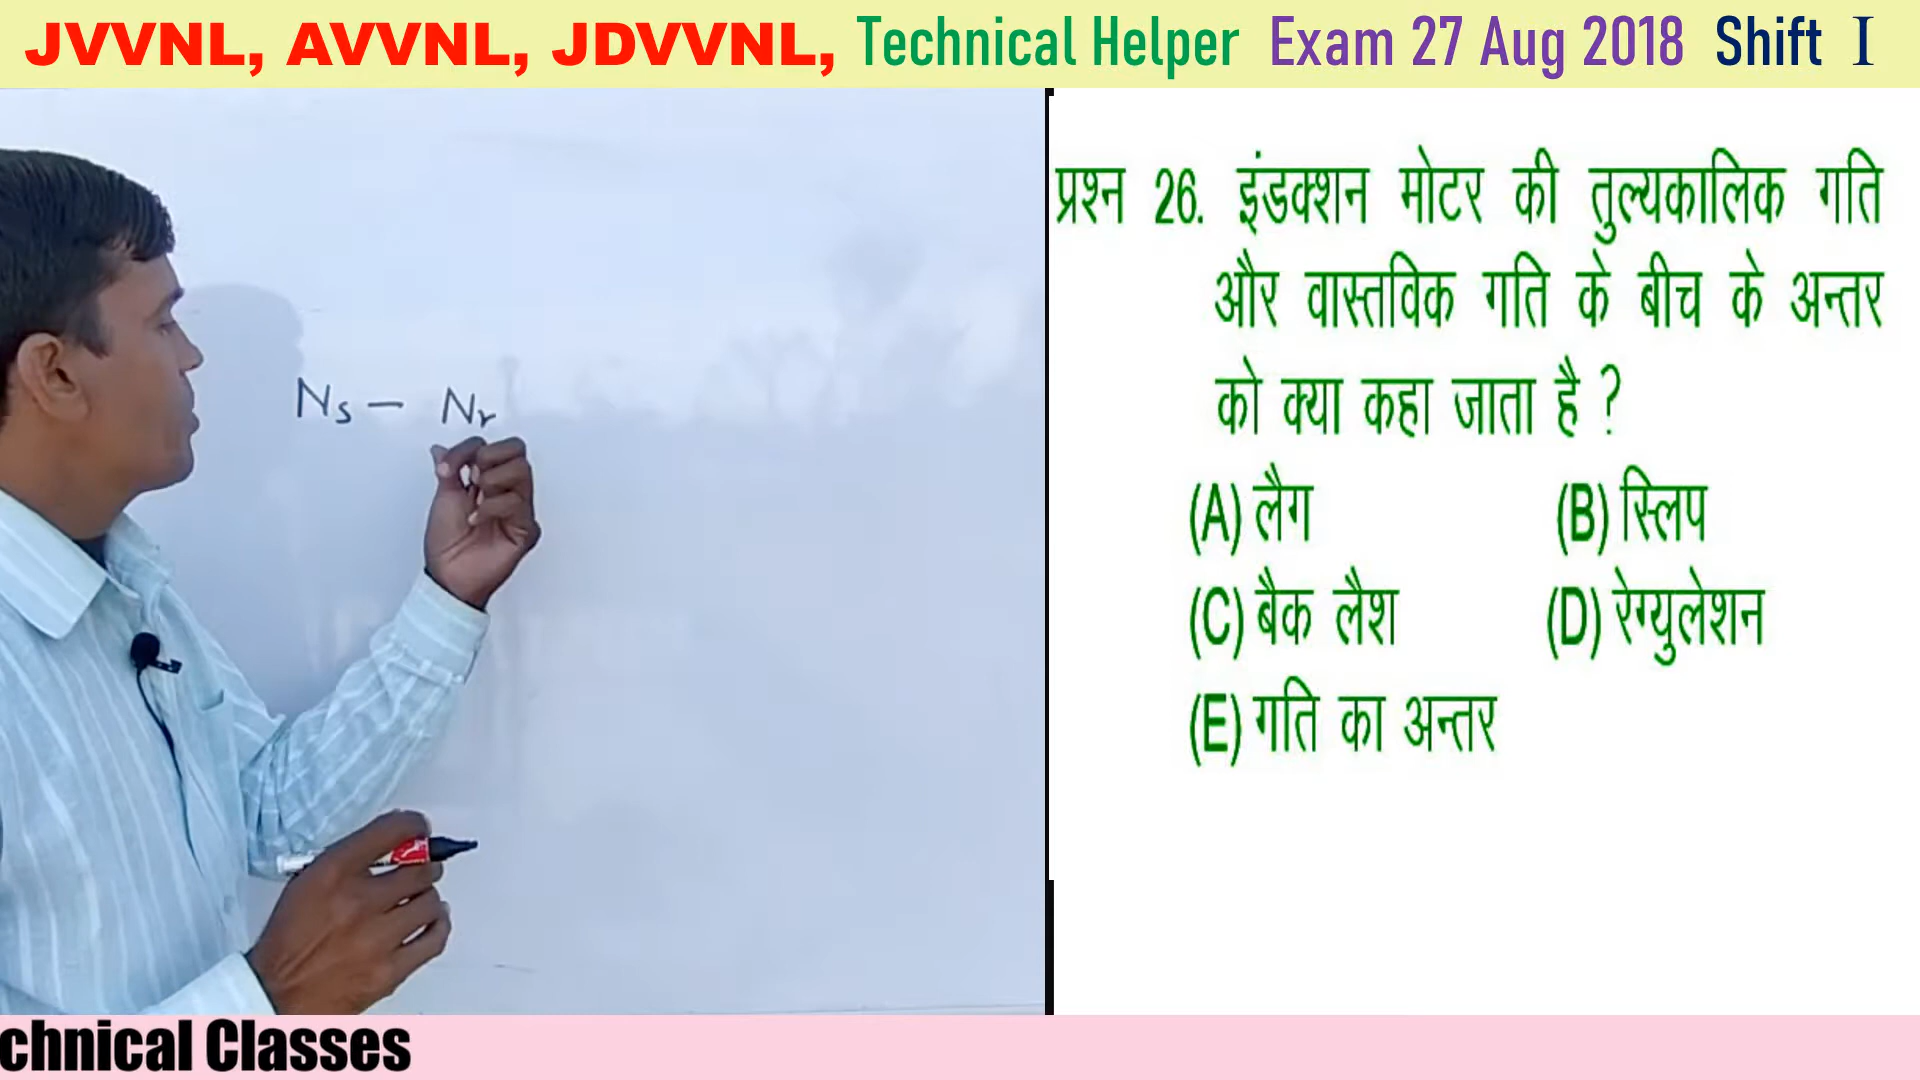 JVVNL, AVVNL, JDVVNL, Technical Helper Exam 27 Aug 2018 Shift I
Ns - Nr
प्रश्न 26. इंडक्शन मोटर की तुल्यकालिक गति
और वास्तविक गति के बीच के अन्तर
को क्या कहा जाता है ?
(A) लैग (B) स्लिप
(C) बैक लैश (D) रेग्युलेशन
(E) गति का अन्तर
chnical Classes